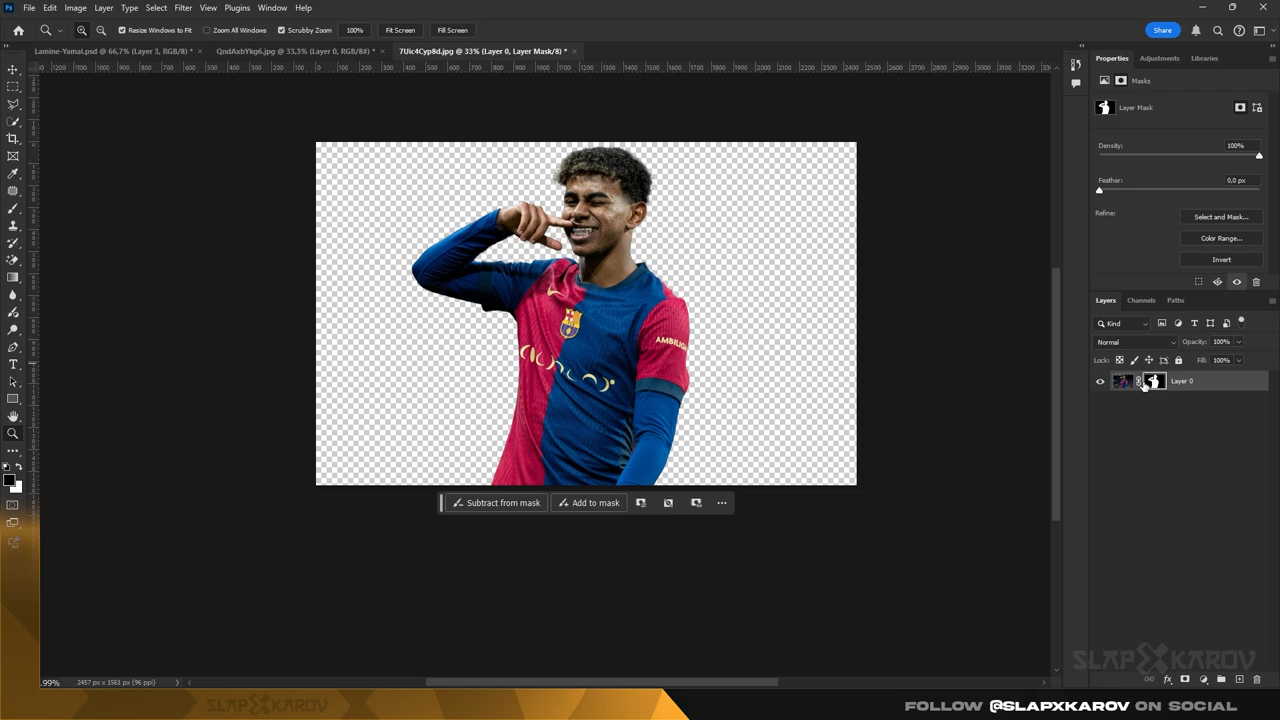 File Edit Image Layer Type Select Filter View Plugins Window Help
Resize Windows to Fit Zoom All Windows Scrubby Zoom 100% Fit Screen Fill Screen Share
Lamine-Yamal.psd @ 66,7% (Layer 3, RGB/8) * × QndAxbYkg6.jpg @ 33,3% (Layer 0, RGB/8#) * × 7Uic4Cyp8d.jpg @ 33% (Layer 0, Layer Mask/8) * ×
Properties Adjustments Libraries
Masks
Layer Mask
Density: 100%
Feather: 0,0 px
Refine: Select and Mask...
Color Range...
Invert
Layers Channels Paths
Kind
Normal Opacity: 100%
Lock: Fill: 100%
Layer 0
AMBILIGH
Subtract from mask Add to mask
SLAPXKAROV
.99% 2457 px x 1561 px (96 ppi)
SLAPXKAROV
FOLLOW @SLAPXKAROV ON SOCIAL